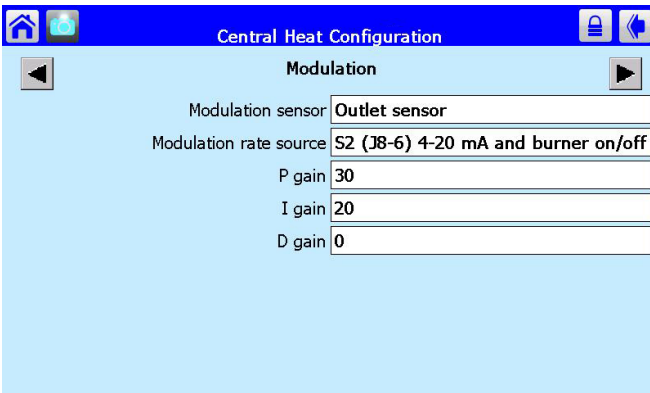 Central Heat Configuration
Modulation
Modulation sensor Outlet sensor
Modulation rate source S2 (J8-6) 4-20 mA and burner on/off
P gain 30
I gain 20
D gain 0